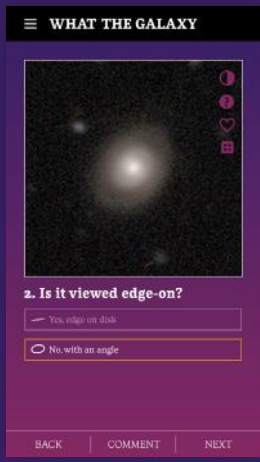 WHAT THE GALAXY
?
2. Is it viewed edge-on?
Yes, edge on disk
No, with an angle
BACK
COMMENT
NEXT